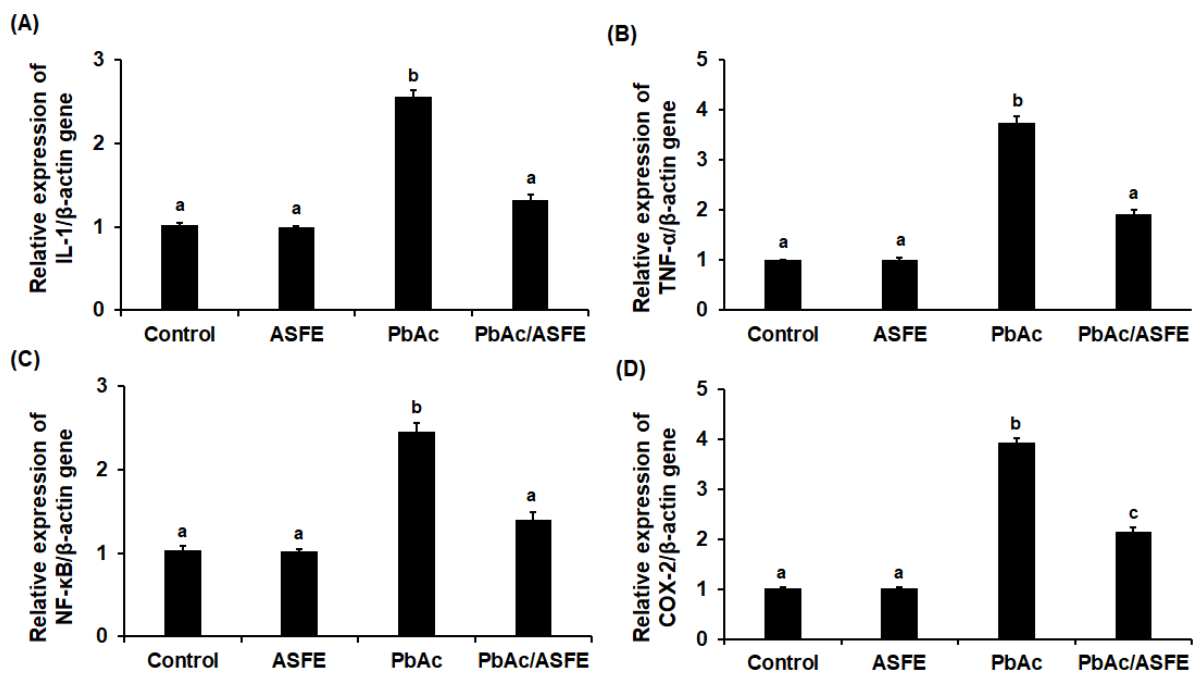 (A)
Relative expression of
IL-1/β-actin gene
3
2
1
0
a
a
b
a
Control ASFE PbAc PbAc/ASFE
(B)
Relative expression of
TNF-α/β-actin gene
5
4
3
2
1
0
a
a
b
a
Control ASFE PbAc PbAc/ASFE
(C)
Relative expression of
NF-κB/β-actin gene
3
2
1
0
a
a
b
a
Control ASFE PbAc PbAc/ASFE
(D)
Relative expression of
COX-2/β-actin gene
5
4
3
2
1
0
a
a
b
c
Control ASFE PbAc PbAc/ASFE